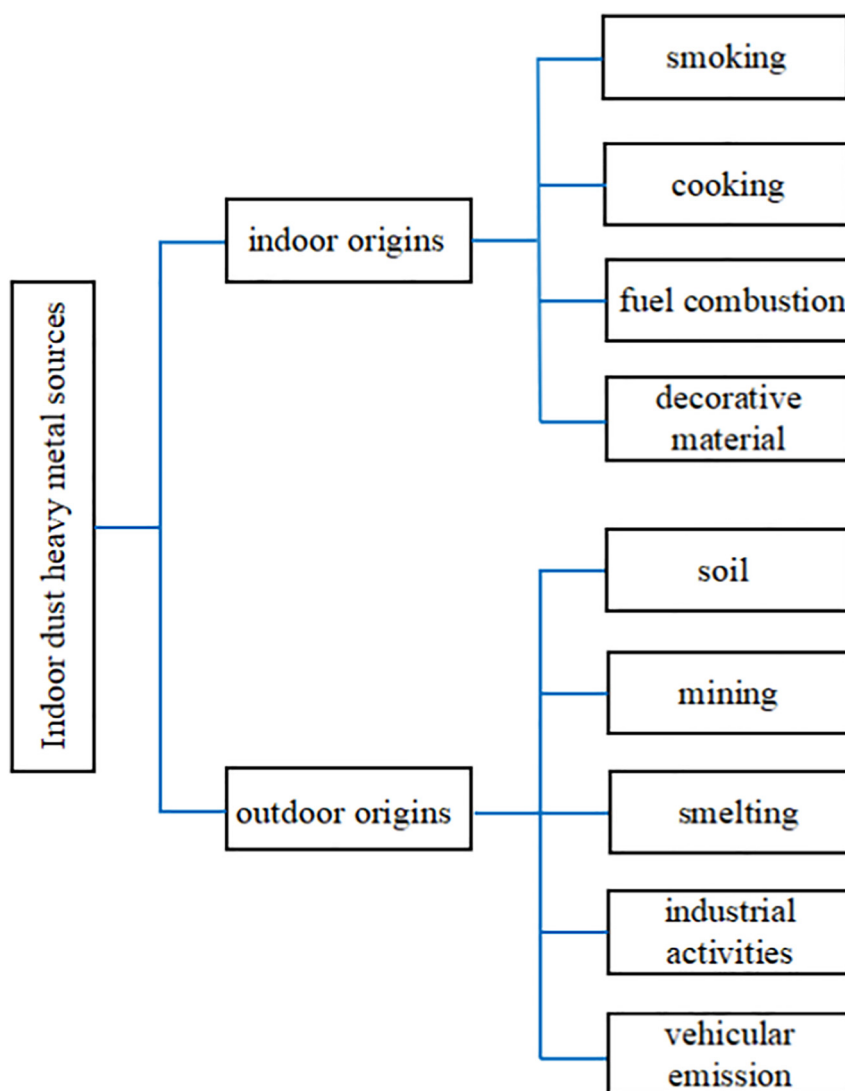 Indoor dust heavy metal sources
indoor origins
smoking
cooking
fuel combustion
decorative
material
outdoor origins
soil
mining
smelting
industrial
activities
vehicular
emission